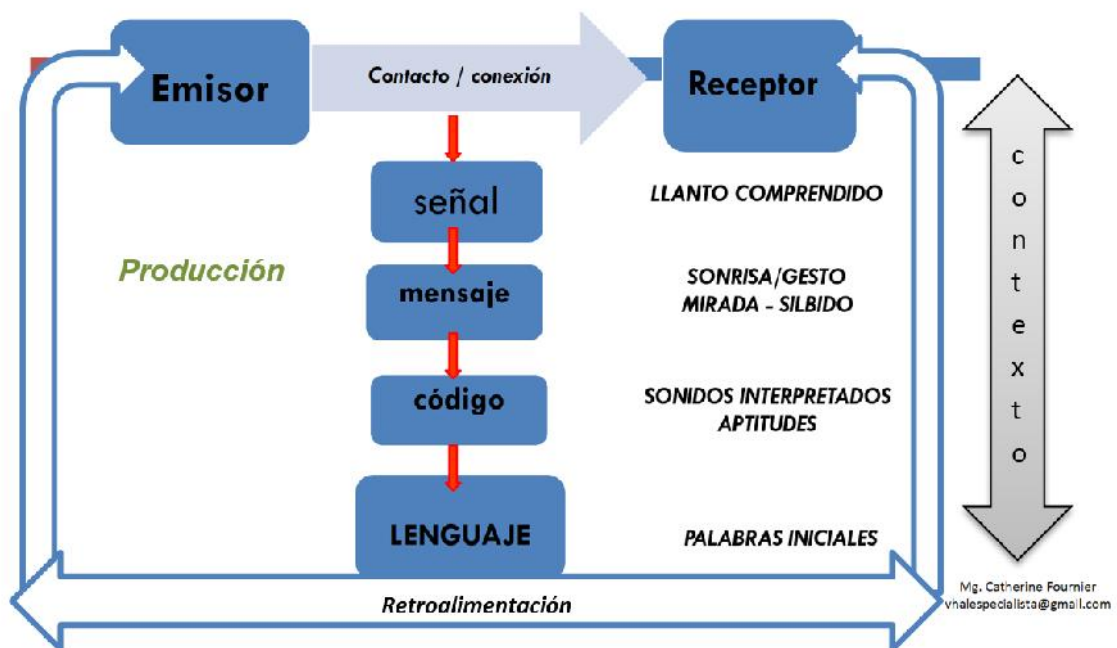 Emisor
Contacto / conexión
Receptor
señal
LLANTO COMPRENDIDO
Producción
mensaje
SONRISA/GESTO
MIRADA - SILBIDO
código
SONIDOS INTERPRETADOS
APTITUDES
LENGUAJE
PALABRAS INICIALES
contexto
Retroalimentación
Mg. Catherine Fournier
vhalespecialista@gmail.com